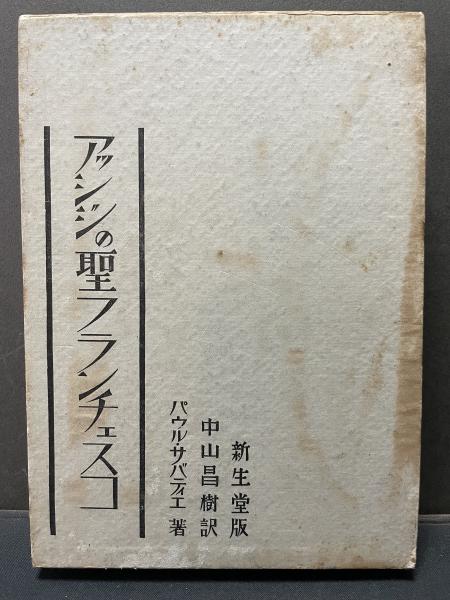 アッシジの聖フランチェスコ
パウル・サバティエ 著
中山昌樹訳
新生堂版